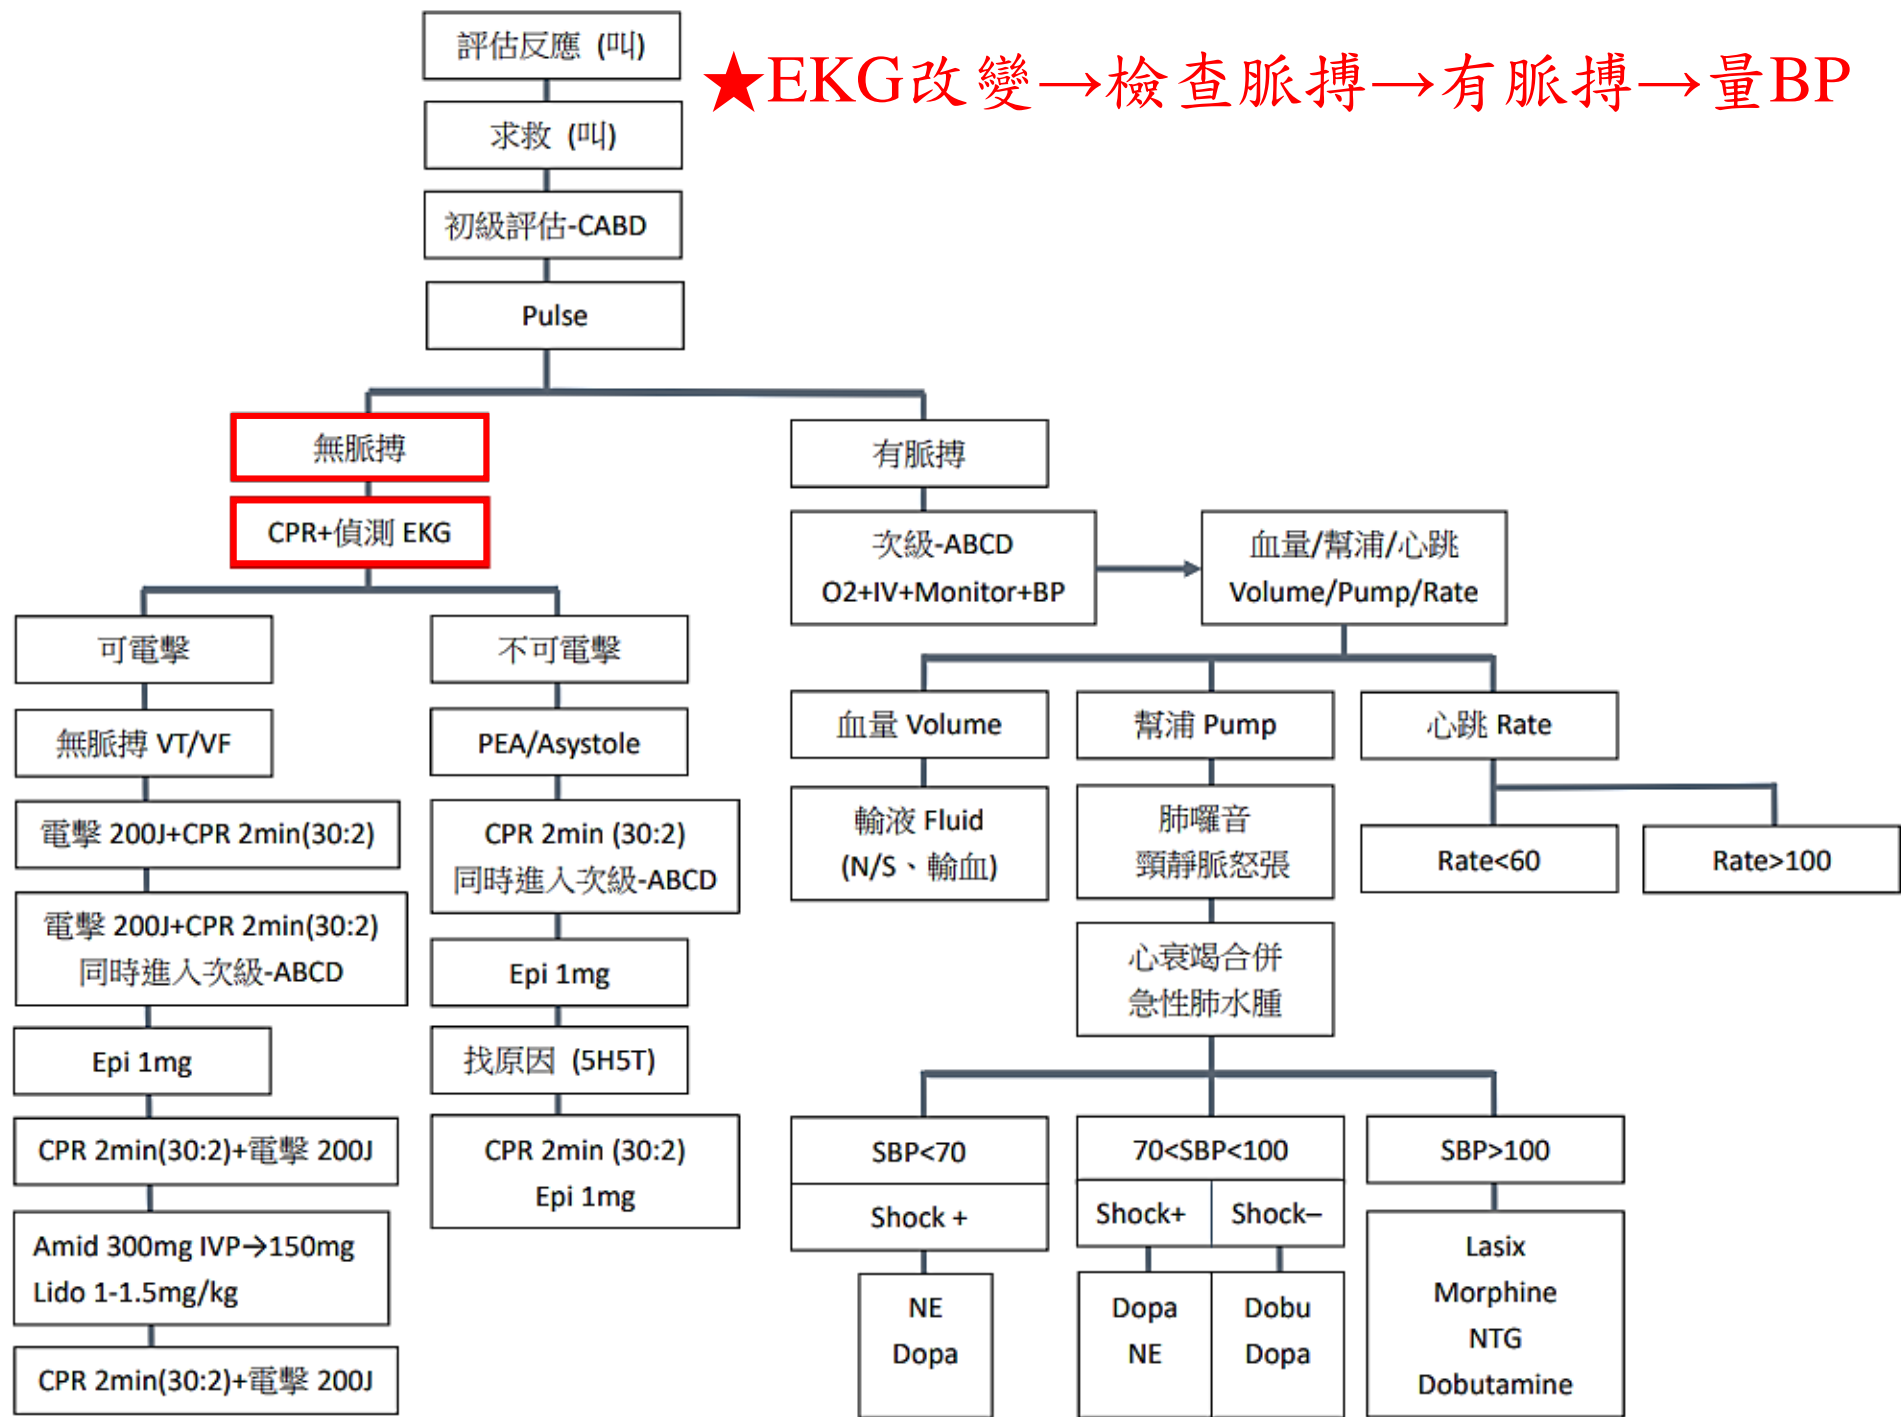 評估反應 (叫)
★EKG改變→檢查脈搏→有脈搏→量BP
求救 (叫)
初級評估-CABD
Pulse
無脈搏
CPR+偵測 EKG
可電擊
無脈搏 VT/VF
電擊 200J+CPR 2min(30:2)
電擊 200J+CPR 2min(30:2)
同時進入次級-ABCD
Epi 1mg
CPR 2min(30:2)+電擊 200J
Amid 300mg IVP→150mg
Lido 1-1.5mg/kg
CPR 2min(30:2)+電擊 200J
不可電擊
PEA/Asystole
CPR 2min (30:2)
同時進入次級-ABCD
Epi 1mg
找原因 (5H5T)
CPR 2min (30:2)
Epi 1mg
有脈搏
次級-ABCD
O2+IV+Monitor+BP
血量/幫浦/心跳
Volume/Pump/Rate
血量 Volume
輸液 Fluid
(N/S、輸血)
幫浦 Pump
肺囉音
頸靜脈怒張
心衰竭合併
急性肺水腫
SBP<70
Shock +
NE
Dopa
70<SBP<100
Shock+
Dopa
NE
Shock–
Dobu
Dopa
SBP>100
Lasix
Morphine
NTG
Dobutamine
心跳 Rate
Rate<60
Rate>100